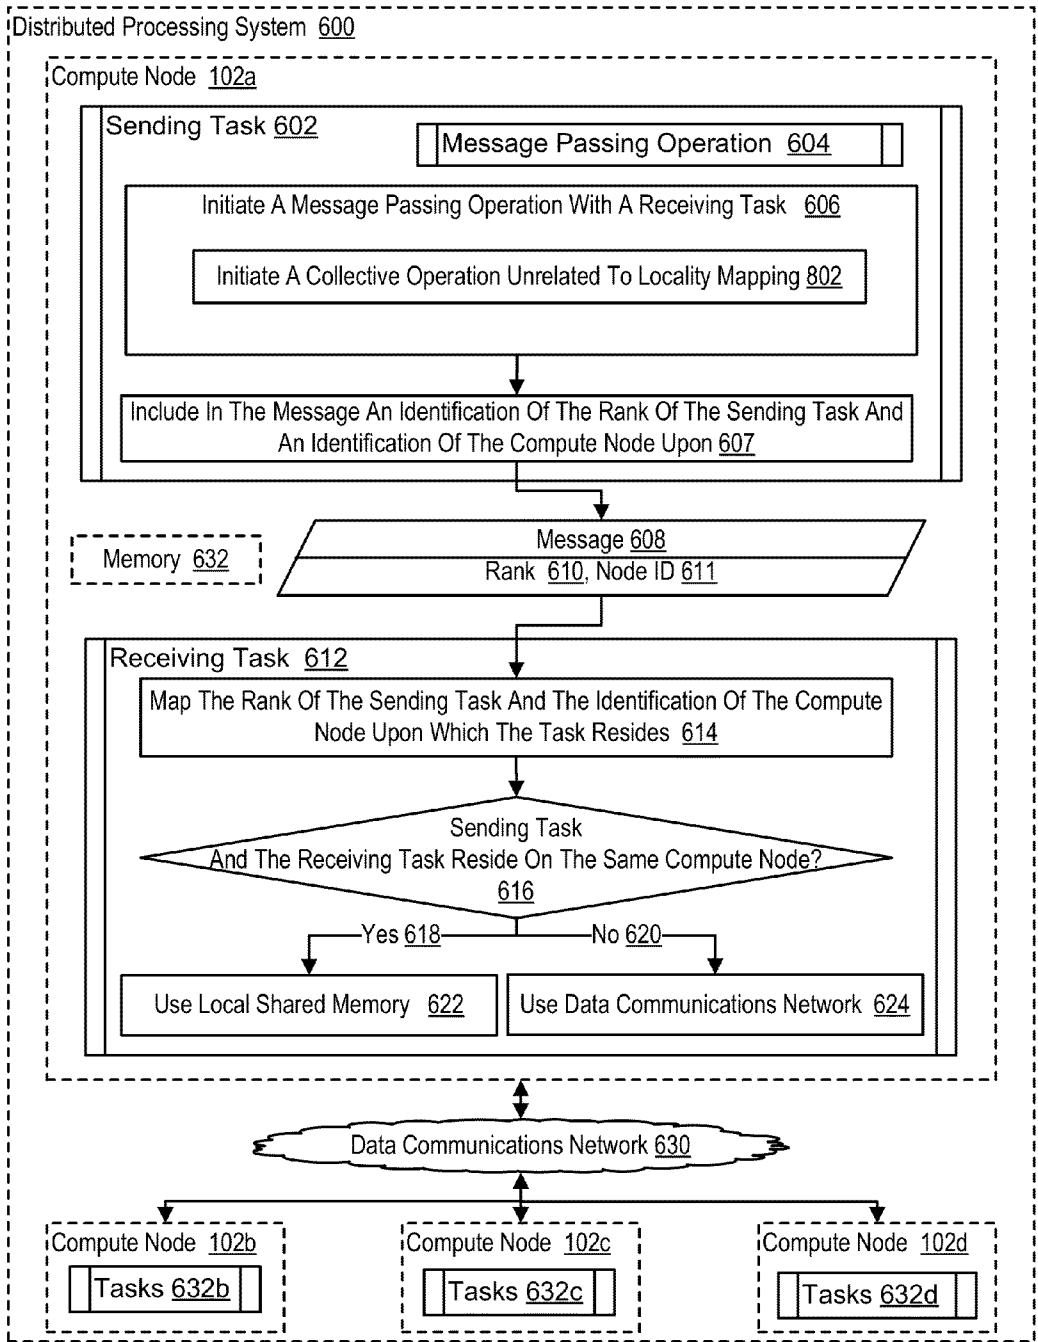 Distributed Processing System 600
Compute Node 102a
Sending Task 602
Message Passing Operation 604
Initiate A Message Passing Operation With A Receiving Task 606
Initiate A Collective Operation Unrelated To Locality Mapping 802
Include In The Message An Identification Of The Rank Of The Sending Task And
An Identification Of The Compute Node Upon 607
Message 608
Memory 632
Rank 610, Node ID 611
Receiving Task 612
Map The Rank Of The Sending Task And The Identification Of The Compute
Node Upon Which The Task Resides 614
Sending Task
And The Receiving Task Reside On The Same Compute Node?
616
Yes 618
No 620
Use Local Shared Memory 622
Use Data Communications Network 624
Data Communications Network 630
Compute Node 102b
Compute Node 102c
Compute Node 102d
Tasks 632b
Tasks 632c
Tasks 632d